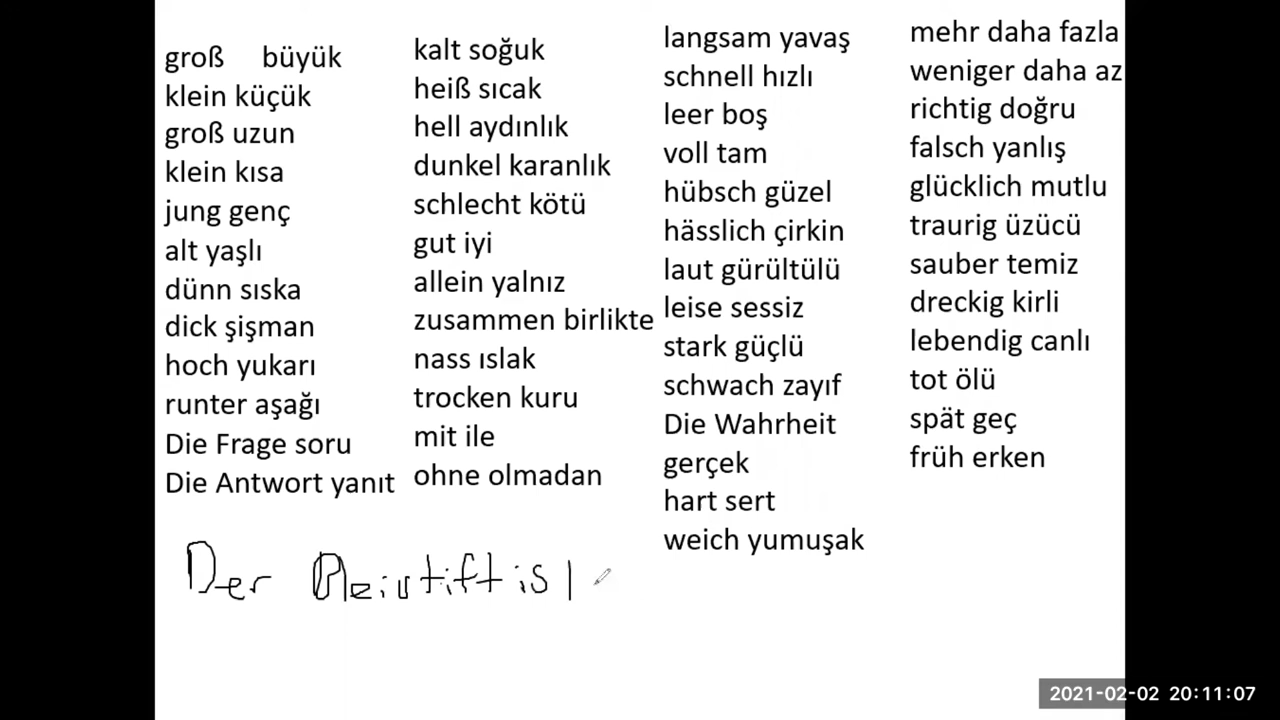 groß büyük
klein küçük
groß uzun
klein kısa
jung genç
alt yaşlı
dünn sıska
dick şişman
hoch yukarı
runter aşağı
Die Frage soru
Die Antwort yanıt
kalt soğuk
heiß sıcak
hell aydınlık
dunkel karanlık
schlecht kötü
gut iyi
allein yalnız
zusammen birlikte
nass ıslak
trocken kuru
mit ile
ohne olmadan
langsam yavaş
schnell hızlı
leer boş
voll tam
hübsch güzel
hässlich çirkin
laut gürültülü
leise sessiz
stark güçlü
schwach zayıf
Die Wahrheit
gerçek
hart sert
weich yumuşak
mehr daha fazla
weniger daha az
richtig doğru
falsch yanlış
glücklich mutlu
traurig üzücü
sauber temiz
dreckig kirli
lebendig canlı
tot ölü
spät geç
früh erken
Der
2021-02-02 20:11:07